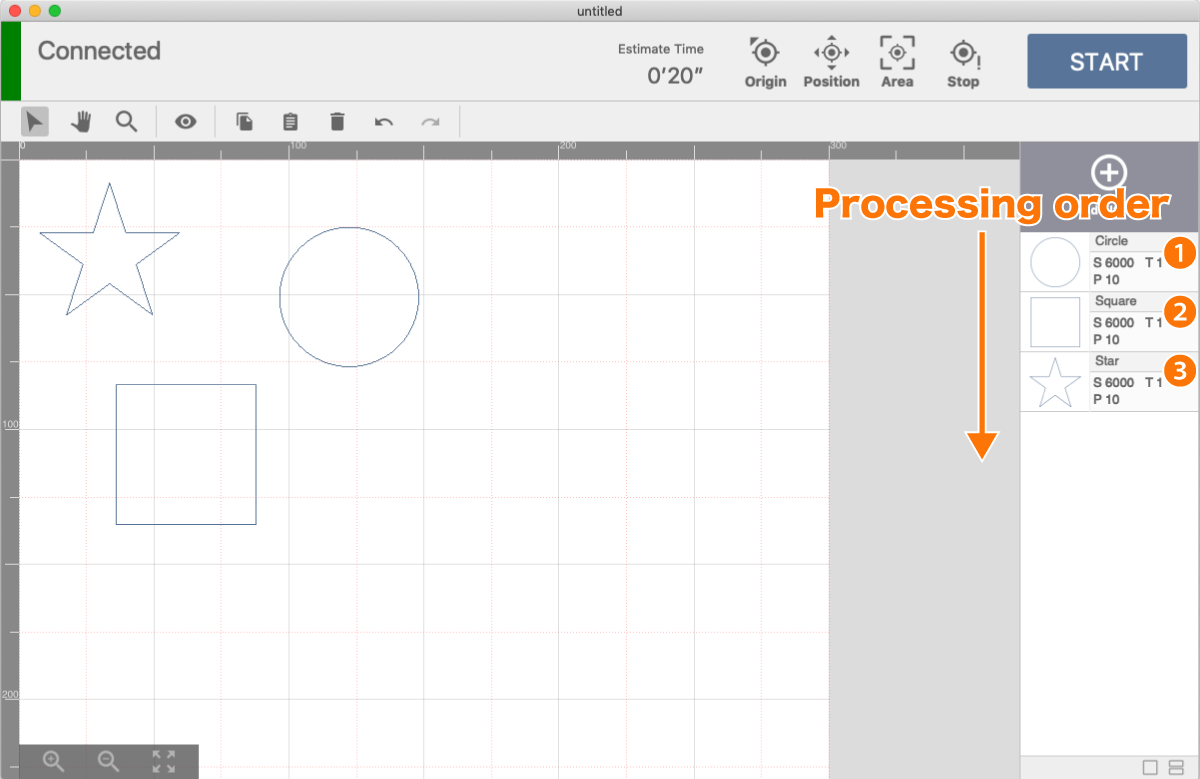 untitled
Connected
Estimate Time
0'20"
Origin
Position
Area
Stop
START
0
100
200
300
Processing order
Circle
S 6000 T 1
P 10
1
Square
S 6000 T 1
P 10
2
Star
S 6000 T 1
P 10
3
100
200